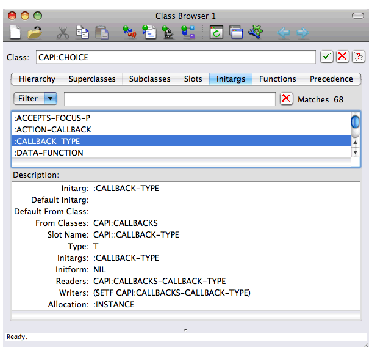 Class Browser 1
Class: CAPI:CHOICE
Hierarchy Superclasses Subclasses Slots Initargs Functions Precedence
Filter Matches 68
:ACCEPTS-FOCUS-P
:ACTION-CALLBACK
:CALLBACK-TYPE
:DATA-FUNCTION
Description:
Initarg: :CALLBACK-TYPE
Default Initarg:
Default From Class:
From Classes: CAPI:CALLBACKS
Slot Name: CAPI::CALLBACK-TYPE
Type: T
Initargs: :CALLBACK-TYPE
Initform: NIL
Readers: CAPI:CALLBACKS-CALLBACK-TYPE
Writers: (SETF CAPI:CALLBACKS-CALLBACK-TYPE)
Allocation: :INSTANCE
Ready.